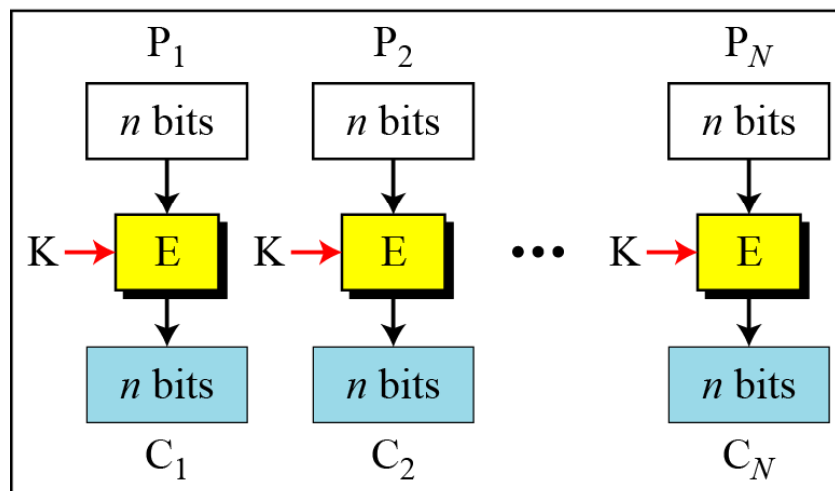 P1 P2 PN
n bits n bits n bits
K E K E ••• K E
n bits n bits n bits
C1 C2 CN